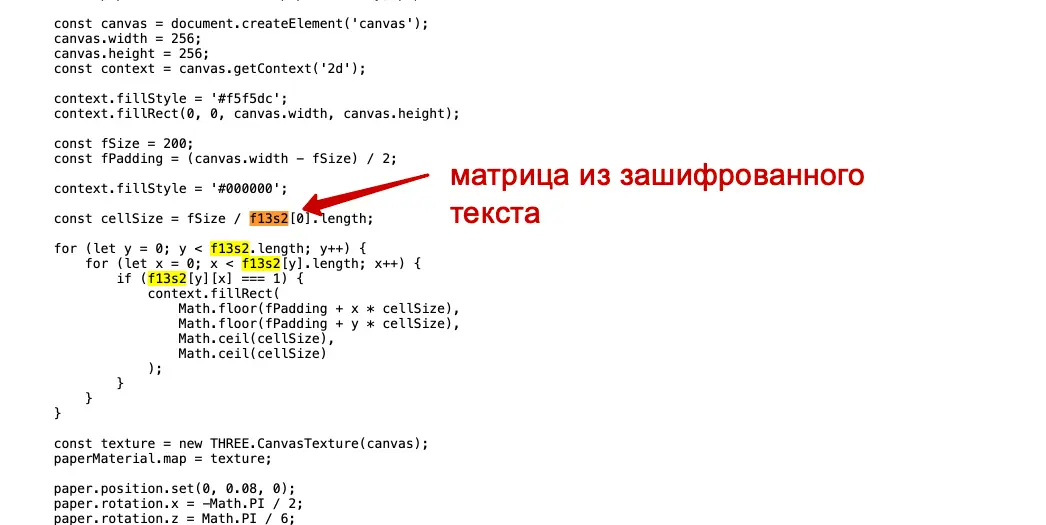 const canvas = document.createElement('canvas');
canvas.width = 256;
canvas.height = 256;
const context = canvas.getContext('2d');
context.fillStyle = '#f5f5dc';
context.fillRect(0, 0, canvas.width, canvas.height);
const fSize = 200;
const fPadding = (canvas.width - fSize) / 2;
context.fillStyle = '#000000';
матрица из зашифрованного
текста
const cellSize = fSize / f13s2[0].length;
for (let y = 0; y < f13s2.length; y++) {
for (let x = 0; x < f13s2[y].length; x++) {
if (f13s2[y][x] === 1) {
context.fillRect(
Math.floor(fPadding + x * cellSize),
Math.floor(fPadding + y * cellSize),
Math.ceil(cellSize),
Math.ceil(cellSize)
);
}
}
}
const texture = new THREE.CanvasTexture(canvas);
paperMaterial.map = texture;
paper.position.set(0, 0.08, 0);
paper.rotation.x = -Math.PI / 2;
paper.rotation.z = Math.PI / 6;